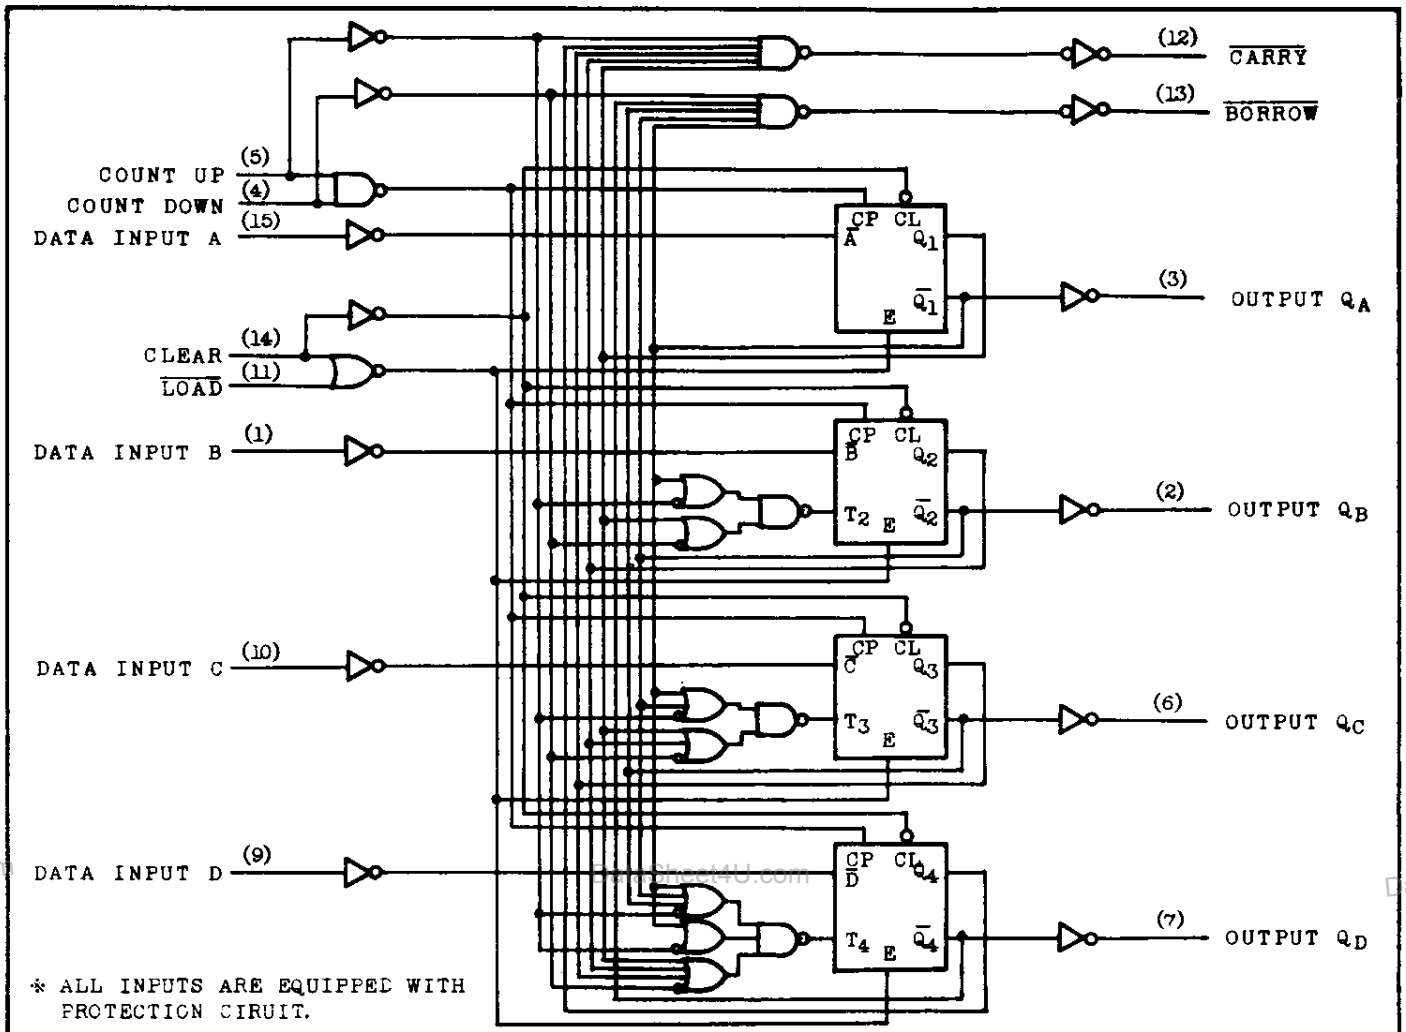 (12) CARRY
(13) BORROW
(5)
COUNT UP
(4)
COUNT DOWN
(15)
DATA INPUT A
CP CL
A Q1
Q1
E
(3)
OUTPUT QA
(14)
CLEAR
(11)
LOAD
(1)
DATA INPUT B
CP CL
B Q2
T2 Q2
E
(2)
OUTPUT QB
(10)
DATA INPUT C
CP CL
C Q3
T3 Q3
E
(6)
OUTPUT QC
(9)
DATA INPUT D
CP CL
D Q4
T4 Q4
E
(7)
OUTPUT QD
DataSheet4U.com
* ALL INPUTS ARE EQUIPPED WITH
PROTECTION CIRUIT.